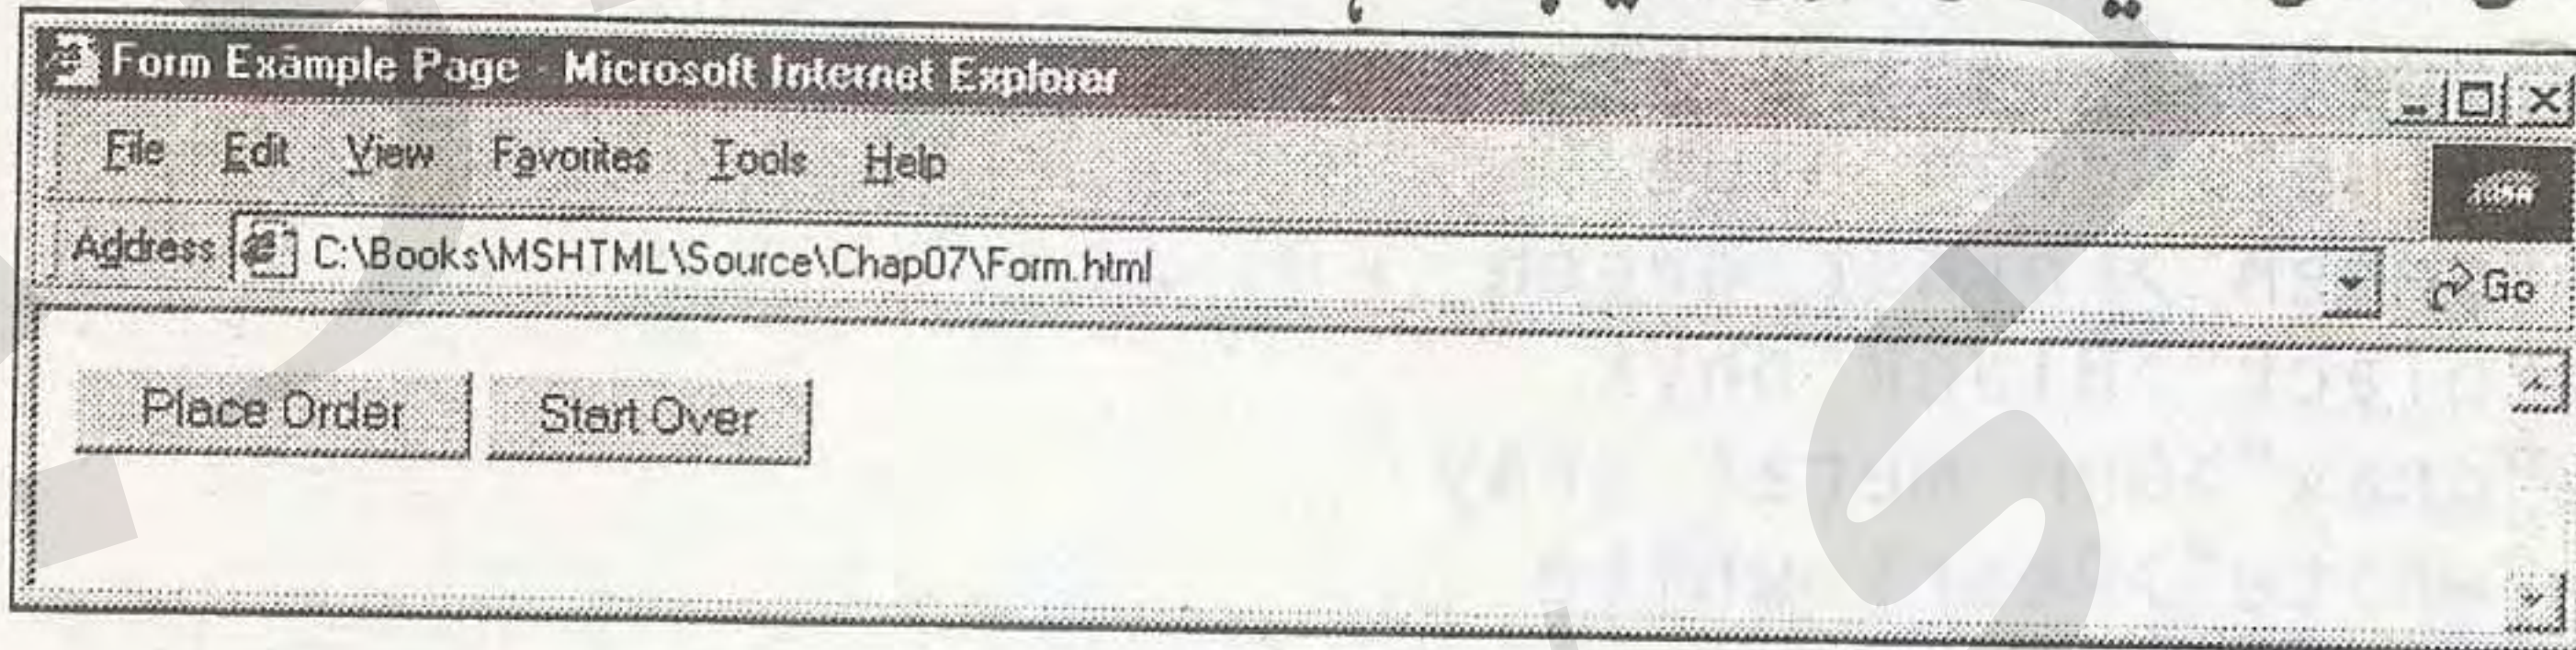 Form Example Page - Microsoft Internet Explorer
File Edit View Favorites Tools Help
Address C:\Books\MSHTML\Source\Chap07\Form.html Go
Place Order Start Over